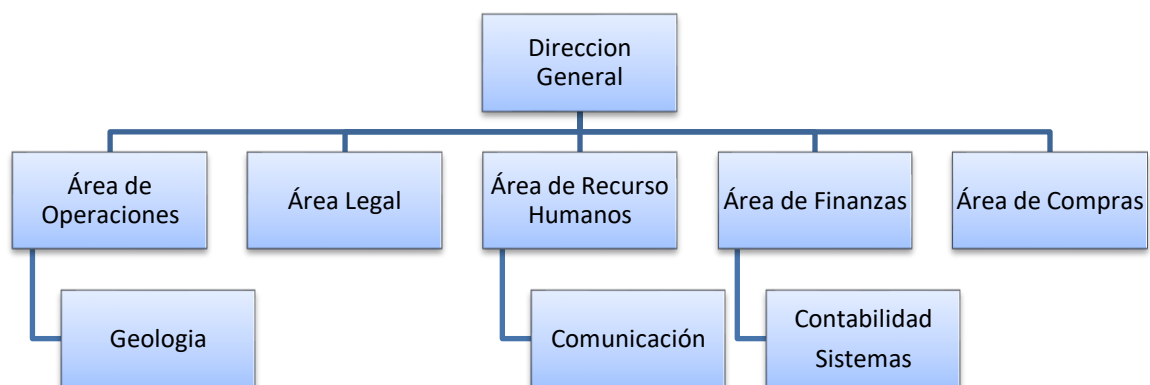 Direccion
General
Área de
Operaciones
Área Legal
Área de Recurso
Humanos
Área de Finanzas
Área de Compras
Geologia
Comunicación
Contabilidad
Sistemas